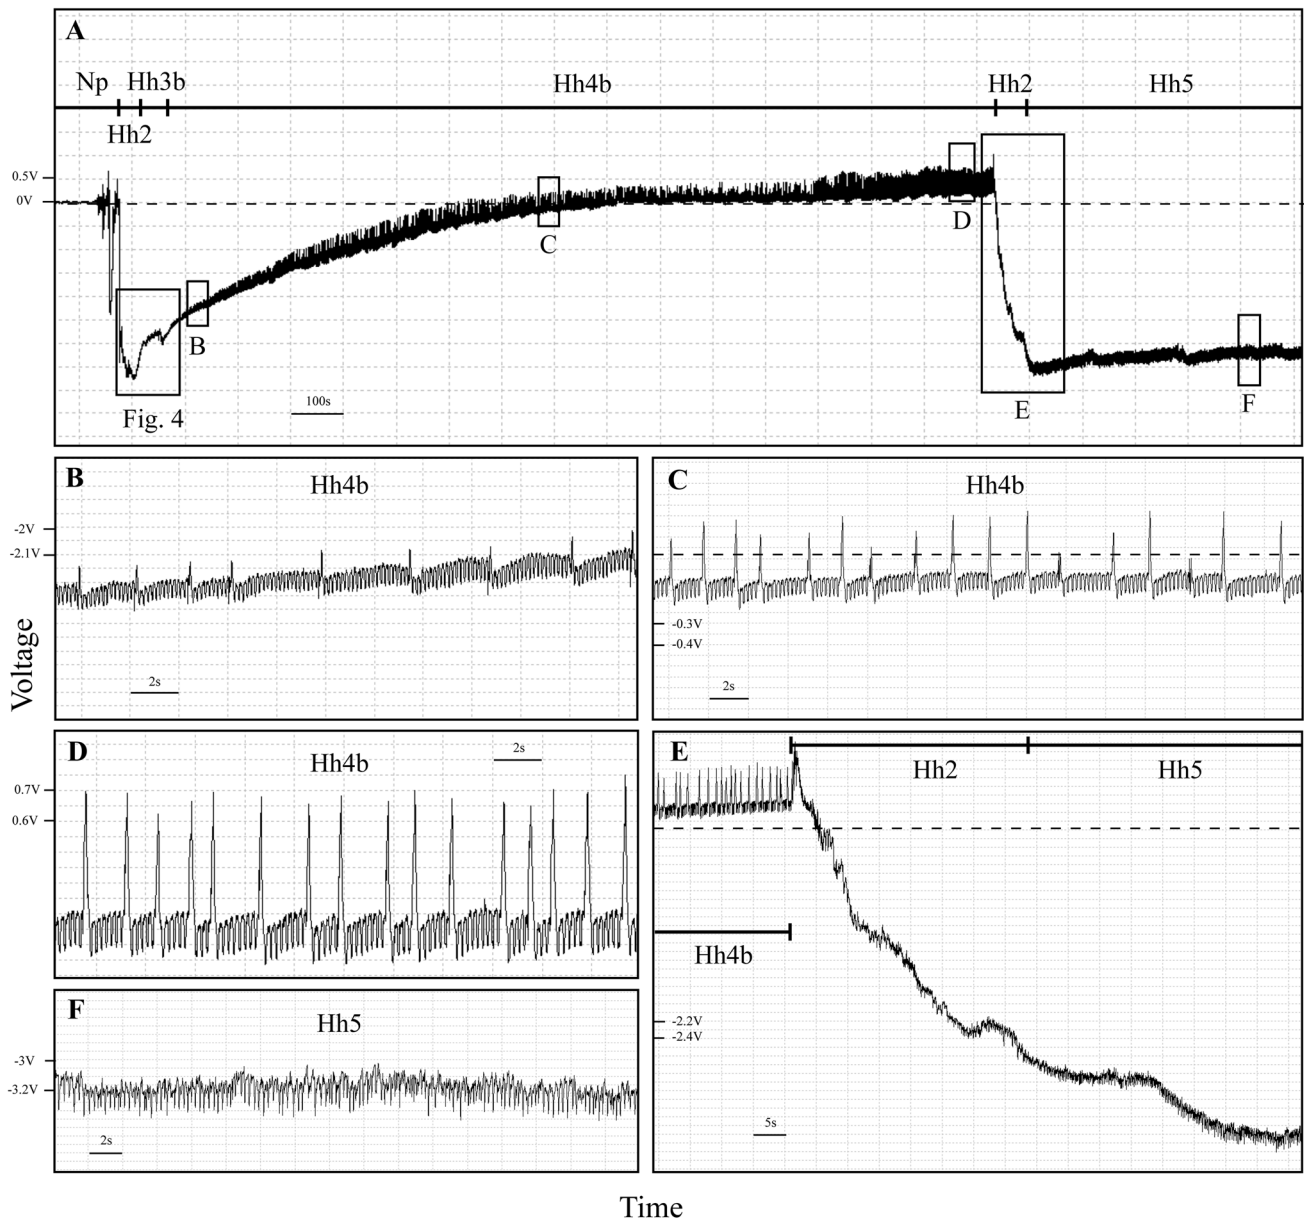 A
Np Hh3b Hh4b Hh2 Hh5
Hh2
0.5V
0V
B
C
D
100s
Fig. 4
E
F
Voltage
B
Hh4b
-2V
-2.1V
2s
C
Hh4b
-0.3V
-0.4V
2s
D
Hh4b
2s
0.7V
0.6V
E
Hh2 Hh5
Hh4b
-2.2V
-2.4V
5s
F
Hh5
-3V
-3.2V
2s
Time